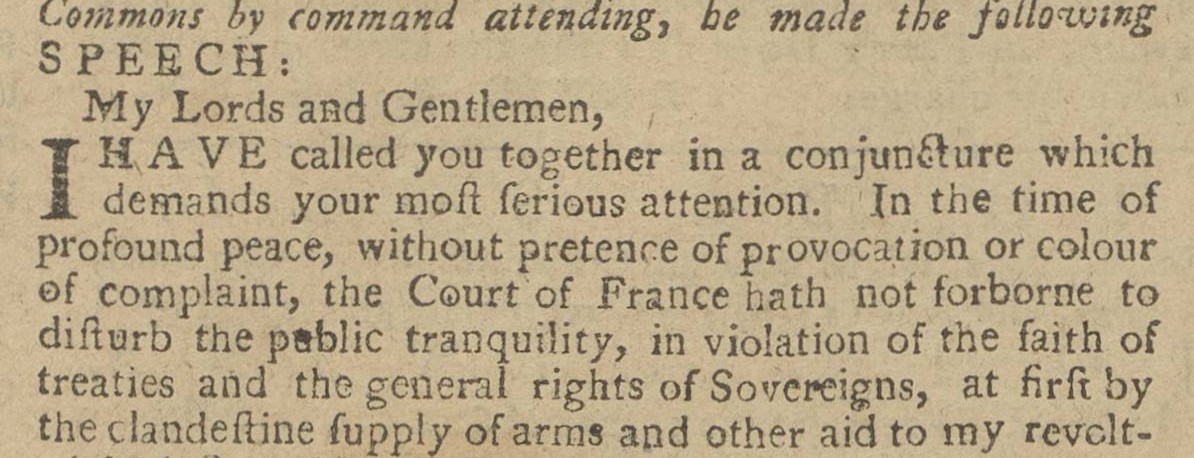 Commons by command attending, he made the following
SPEECH:
My Lords and Gentlemen,
I HAVE called you together in a conjuncture which
demands your moſt ſerious attention. In the time of
profound peace, without pretence of provocation or colour
of complaint, the Court of France hath not forborne to
diſturb the public tranquility, in violation of the faith of
treaties and the general rights of Sovereigns, at firſt by
the clandeſtine ſupply of arms and other aid to my revolt-